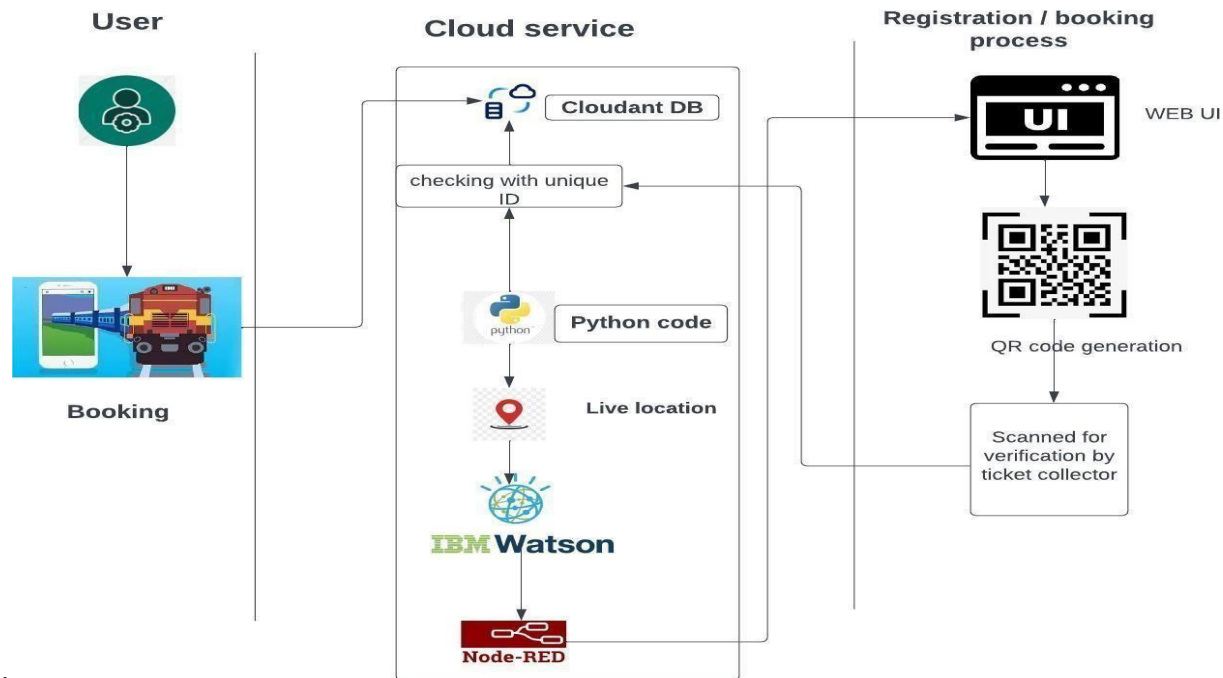 User
Cloud service
Registration / booking
process
Cloudant DB
UI
WEB UI
checking with unique
ID
python
Python code
QR code generation
Booking
Live location
Scanned for
verification by
ticket collector
IBM Watson
Node-RED